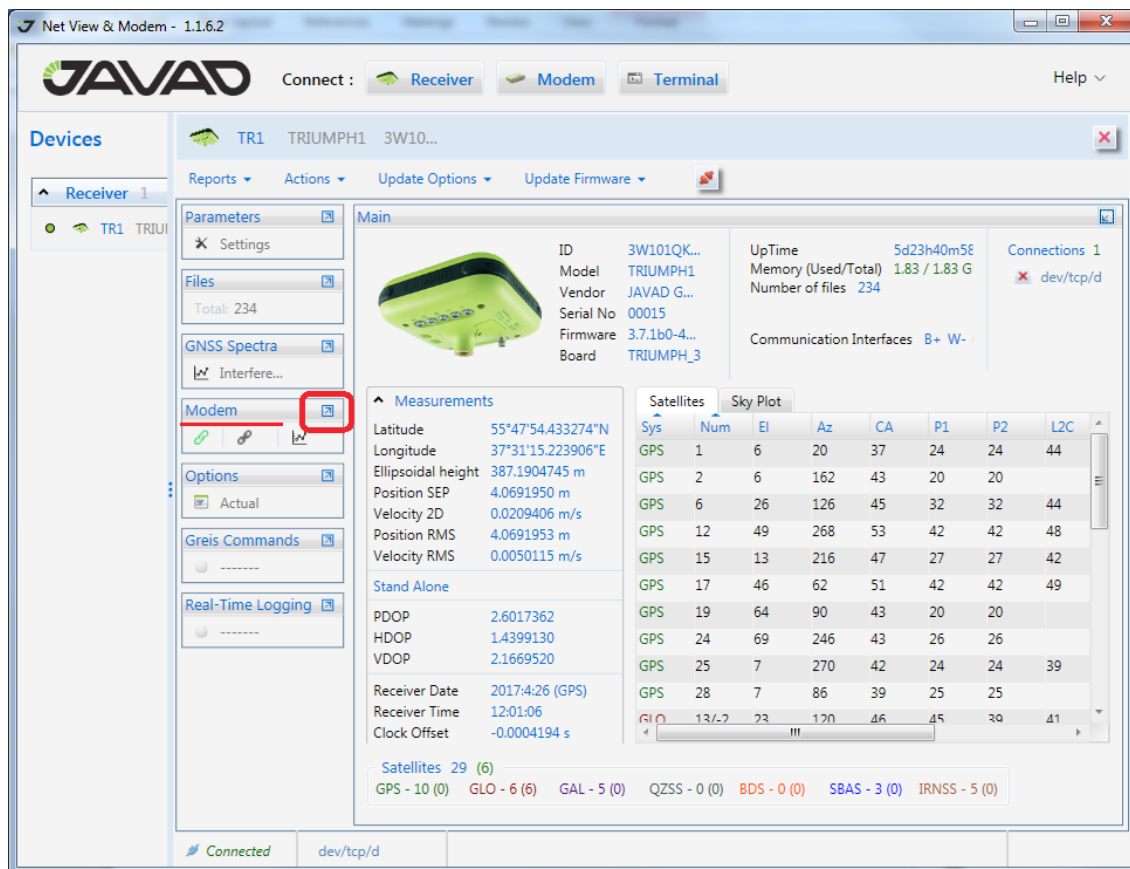 Net View & Modem - 1.1.6.2
JAVAD
Connect : Receiver Modem Terminal
Help
Devices
TR1 TRIUMPH1 3W10...
Reports Actions Update Options Update Firmware
Receiver 1
TR1 TRIU
Parameters
Settings
Files
Total: 234
GNSS Spectra
Interfere...
Modem
Options
Actual
Greis Commands
-------
Real-Time Logging
-------
Main
ID 3W101QK...
Model TRIUMPH1
Vendor JAVAD G...
Serial No 00015
Firmware 3.7.1b0-4...
Board TRIUMPH_3
UpTime 5d23h40m58
Memory (Used/Total) 1.83 / 1.83 G
Number of files 234
Communication Interfaces B+ W-
Connections 1
dev/tcp/d
Measurements
Latitude 55°47'54.433274"N
Longitude 37°31'15.223906"E
Ellipsoidal height 387.1904745 m
Position SEP 4.0691950 m
Velocity 2D 0.0209406 m/s
Position RMS 4.0691953 m
Velocity RMS 0.0050115 m/s
Stand Alone
PDOP 2.6017362
HDOP 1.4399130
VDOP 2.1669520
Receiver Date 2017:4:26 (GPS)
Receiver Time 12:01:06
Clock Offset -0.0004194 s
Satellites Sky Plot
Sys Num El Az CA P1 P2 L2C
GPS 1 6 20 37 24 24 44
GPS 2 6 162 43 20 20
GPS 6 26 126 45 32 32 44
GPS 12 49 268 53 42 42 48
GPS 15 13 216 47 27 27 42
GPS 17 46 62 51 42 42 49
GPS 19 64 90 43 20 20
GPS 24 69 246 43 26 26
GPS 25 7 270 42 24 24 39
GPS 28 7 86 39 25 25
GLO 13/-2 23 120 46 45 39 41
Satellites 29 (6)
GPS - 10 (0) GLO - 6 (6) GAL - 5 (0) QZSS - 0 (0) BDS - 0 (0) SBAS - 3 (0) IRNSS - 5 (0)
Connected dev/tcp/d